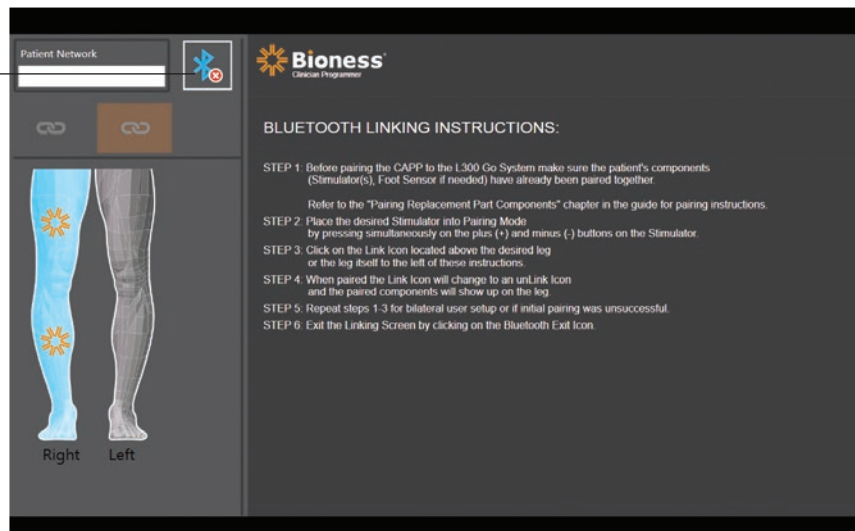 Patient Network
Bioness
Clinician Programmer
BLUETOOTH LINKING INSTRUCTIONS:
STEP 1: Before pairing the CAPP to the L300 Go System make sure the patient's components
(Stimulator(s), Foot Sensor if needed) have already been paired together.
Refer to the "Pairing Replacement Part Components" chapter in the guide for pairing instructions.
STEP 2: Place the desired Stimulator into Pairing Mode
by pressing simultaneously on the plus (+) and minus (-) buttons on the Stimulator.
STEP 3: Click on the Link Icon located above the desired leg
or the leg itself to the left of these instructions.
STEP 4: When paired the Link Icon will change to an unLink Icon
and the paired components will show up on the leg.
STEP 5: Repeat steps 1-3 for bilateral user setup or if initial pairing was unsuccessful.
STEP 6: Exit the Linking Screen by clicking on the Bluetooth Exit Icon.
Right Left